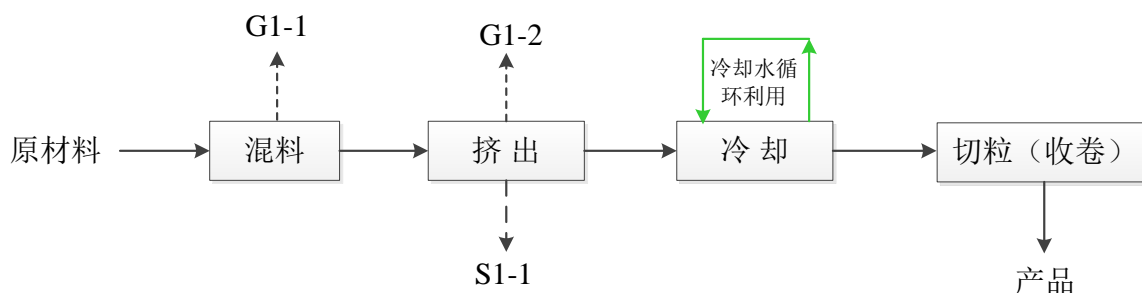 G1-1
G1-2
冷却水循
环利用
原材料
混料
挤出
冷却
切粒（收卷）
S1-1
产品